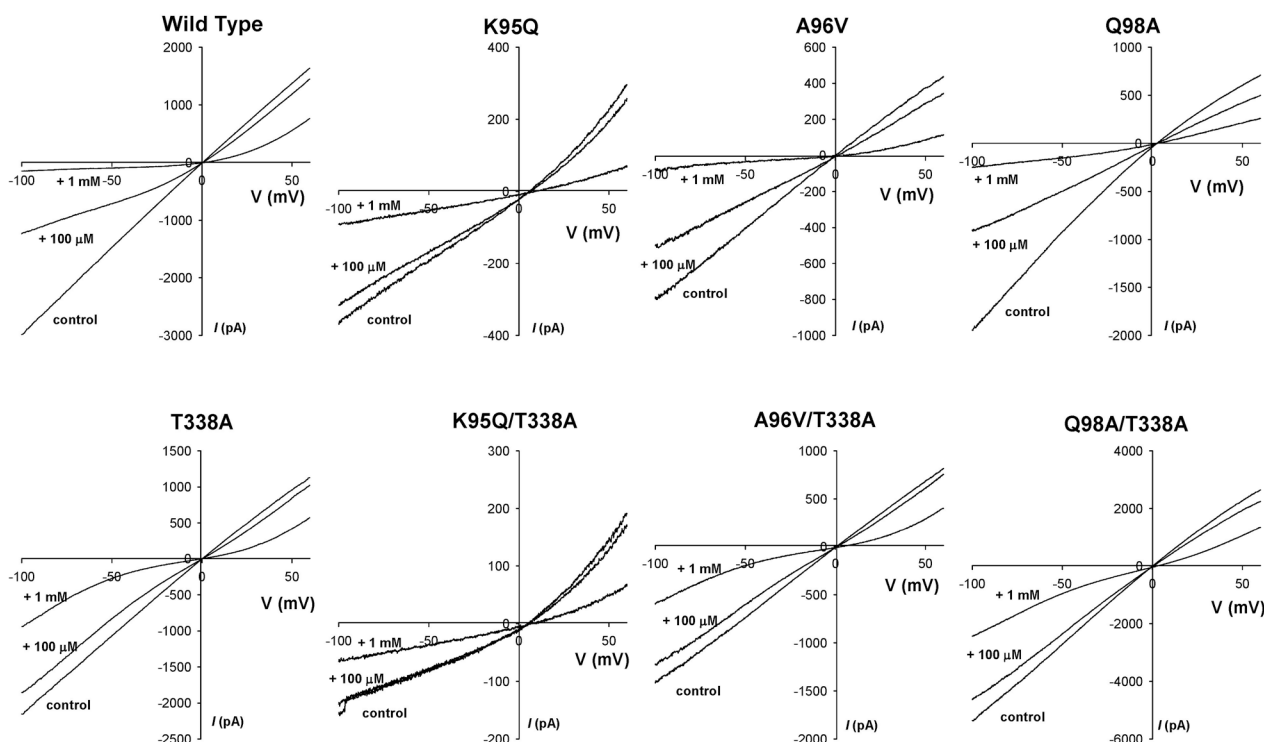 Wild Type
2000
1000
0
-100 -50 0 50
+ 1 mM
V (mV)
-1000
+ 100 μM
-2000
control
I (pA)
-3000
K95Q
400
200
0
-100 -50 0 50
+ 1 mM
V (mV)
-200
+ 100 μM
control
I (pA)
-400
A96V
600
400
200
0
-100 -50 0 50
+ 1 mM
V (mV)
-200
-400
-600
+ 100 μM
control
-800
I (pA)
-1000
Q98A
1000
500
0
-100 -50 0 50
+ 1 mM
V (mV)
-500
+ 100 μM
-1000
-1500
control
I (pA)
-2000
T338A
1500
1000
500
0
-100 -50 0 50
+ 1 mM
V (mV)
-500
-1000
+ 100 μM
-1500
control
-2000
I (pA)
-2500
K95Q/T338A
300
200
100
0
-100 -50 0 50
+ 1 mM
V (mV)
+ 100 μM
-100
control
I (pA)
-200
A96V/T338A
1000
500
0
-100 -50 0 50
+ 1 mM
V (mV)
-500
+ 100 μM
-1000
control
-1500
I (pA)
-2000
Q98A/T338A
4000
2000
0
-100 -50 0 50
+ 1 mM
V (mV)
-2000
+ 100 μM
-4000
control
I (pA)
-6000